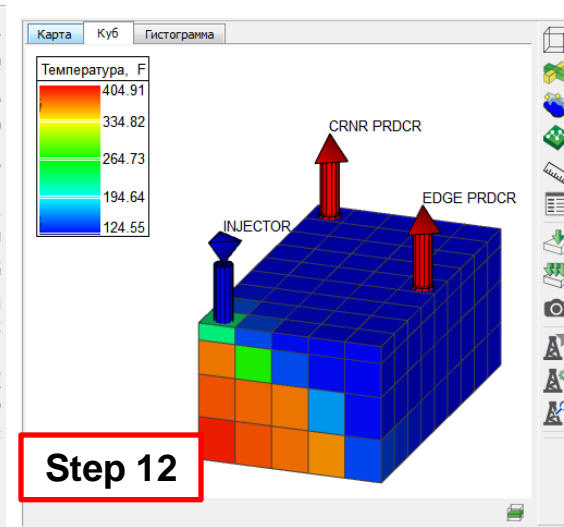 Карта Куб Гистограмма
Температура, F
404.91
334.82
264.73
194.64
124.55
CRNR PRDCR
EDGE PRDCR
INJECTOR
Step 12